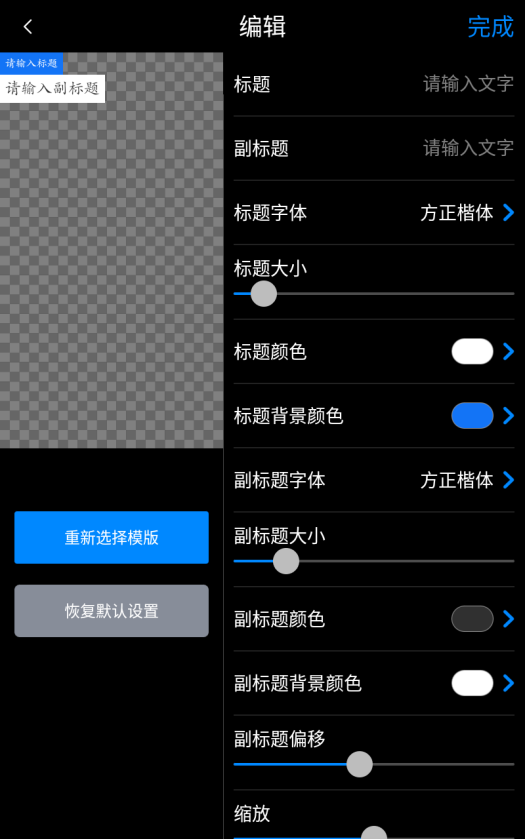 编辑
完成
请输入标题
请输入副标题
标题
请输入文字
副标题
请输入文字
标题字体
方正楷体
标题大小
标题颜色
标题背景颜色
副标题字体
方正楷体
副标题大小
副标题颜色
副标题背景颜色
副标题偏移
缩放
重新选择模版
恢复默认设置